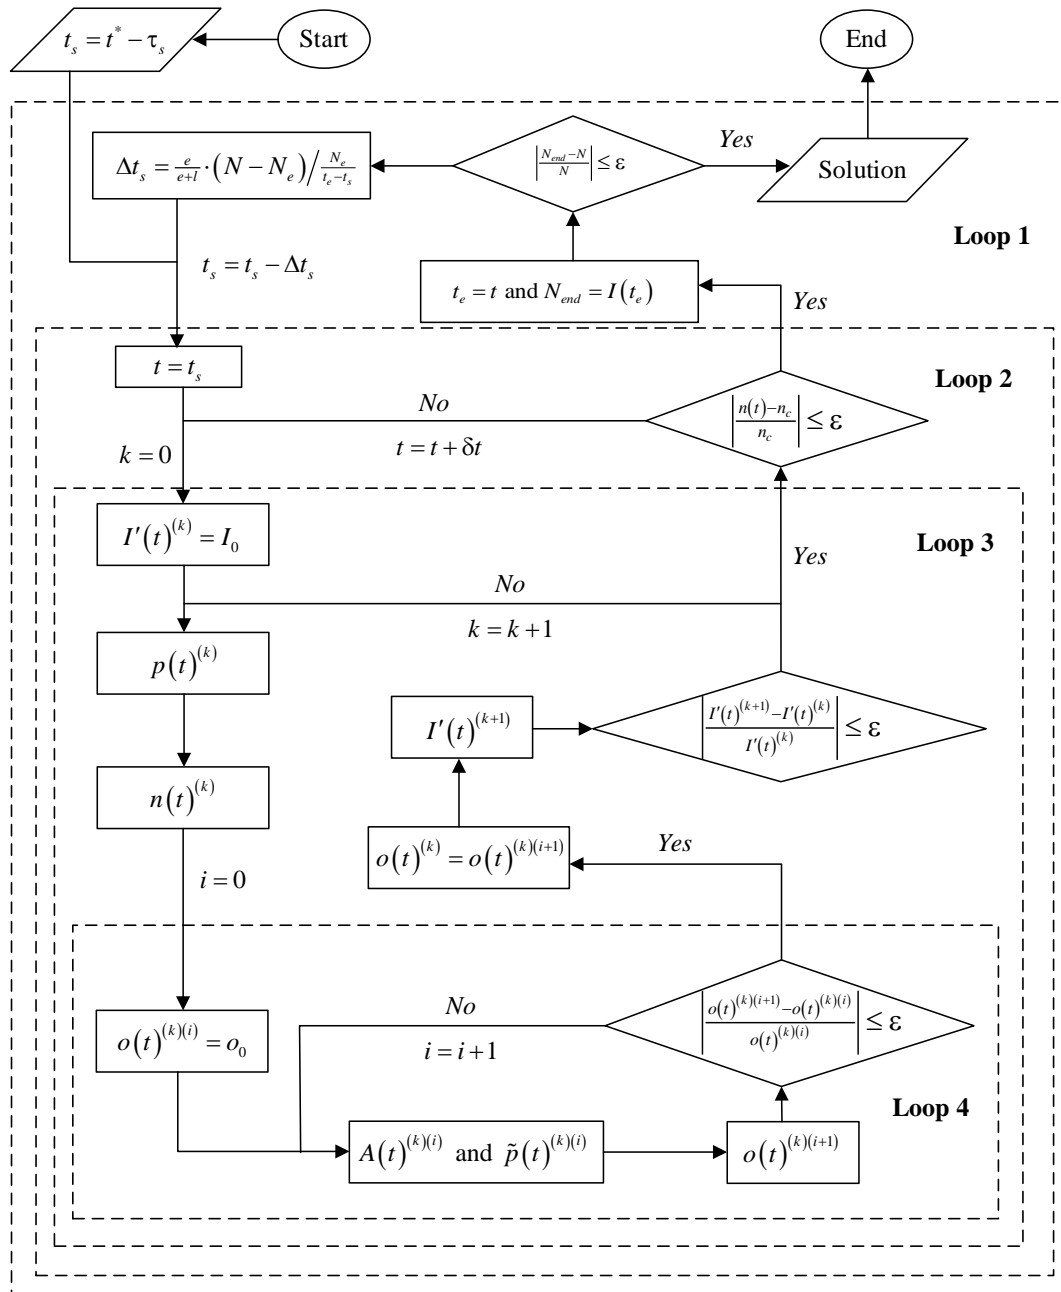 Start
t_s = t^* − τ_s
End
Δt_s = e/(e+l) · (N − N_e) / (N_e/(t_e − t_s))
|(N_end − N)/N| ≤ ε
Yes
Solution
Loop 1
t_s = t_s − Δt_s
t_e = t and N_end = I(t_e)
Yes
t = t_s
Loop 2
No
|(n(t) − n_c)/n_c| ≤ ε
t = t + δt
k = 0
I′(t)^(k) = I_0
Loop 3
Yes
No
k = k + 1
p(t)^(k)
I′(t)^(k+1)
|(I′(t)^(k+1) − I′(t)^(k))/I′(t)^(k)| ≤ ε
n(t)^(k)
o(t)^(k) = o(t)^(k)(i+1)
Yes
i = 0
No
|(o(t)^(k)(i+1) − o(t)^(k)(i))/o(t)^(k)(i)| ≤ ε
i = i + 1
o(t)^(k)(i) = o_0
Loop 4
A(t)^(k)(i) and p̃(t)^(k)(i)
o(t)^(k)(i+1)